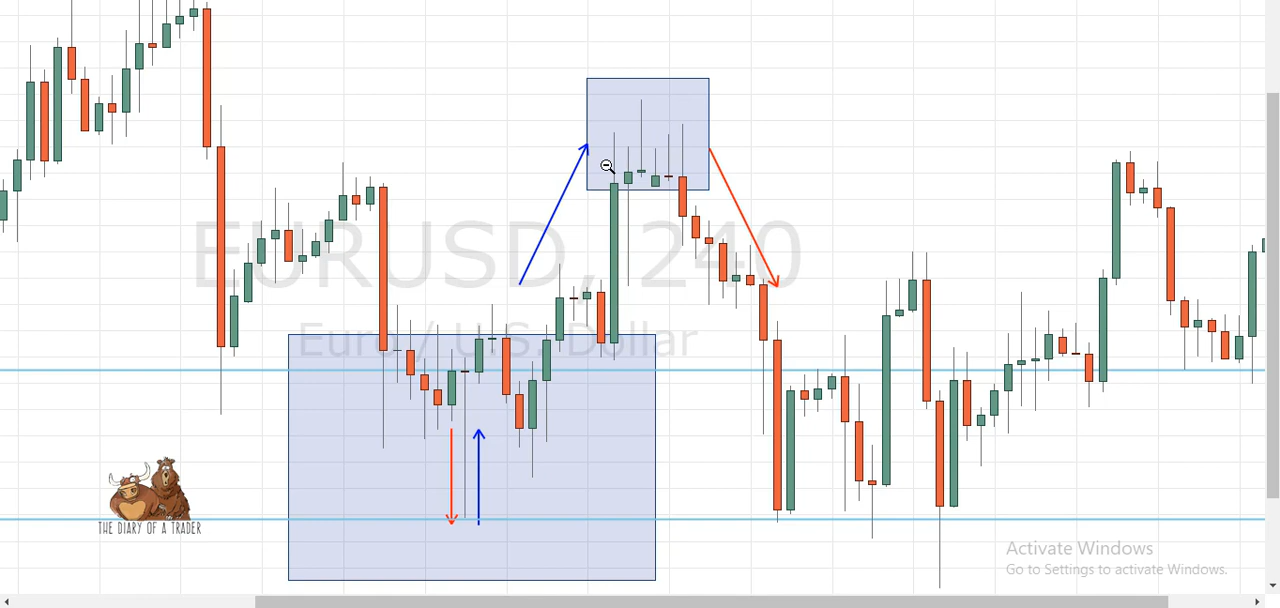 EURUSD, 240
Euro / U.S. Dollar
THE DIARY OF A TRADER
Activate Windows
Go to Settings to activate Windows.